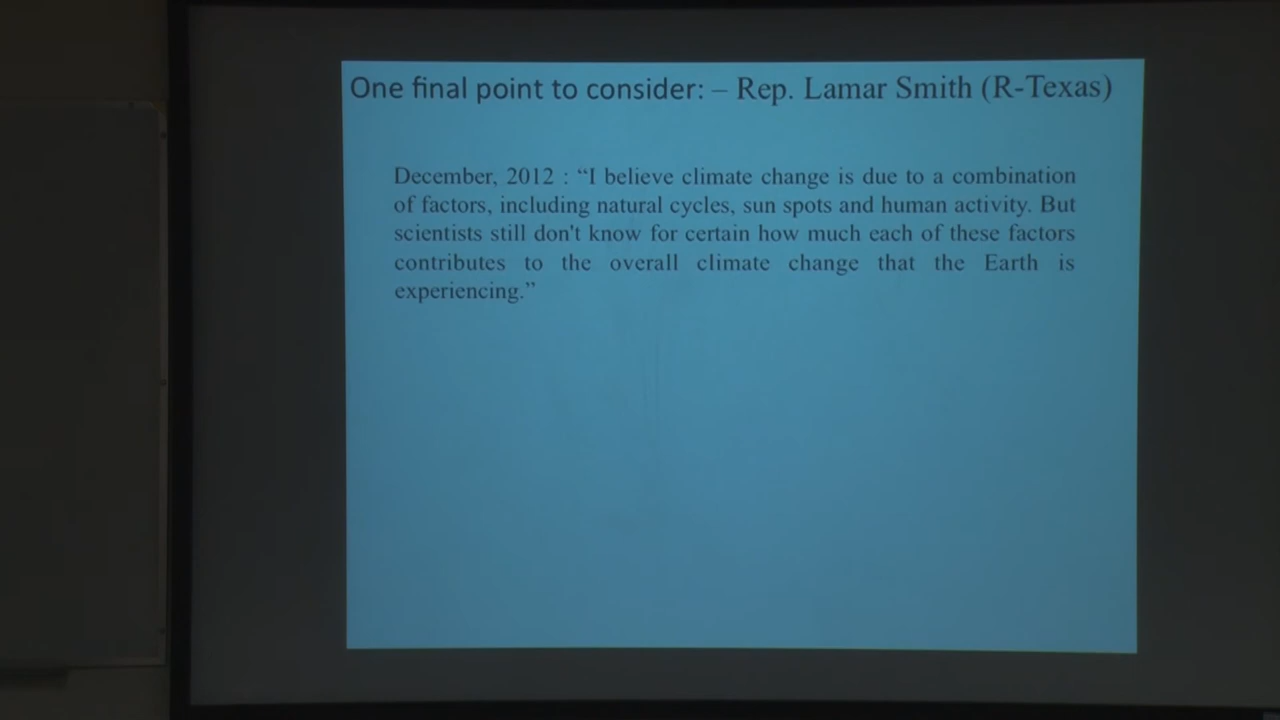 One final point to consider: – Rep. Lamar Smith (R-Texas)
December, 2012 : “I believe climate change is due to a combination
of factors, including natural cycles, sun spots and human activity. But
scientists still don't know for certain how much each of these factors
contributes to the overall climate change that the Earth is
experiencing.”